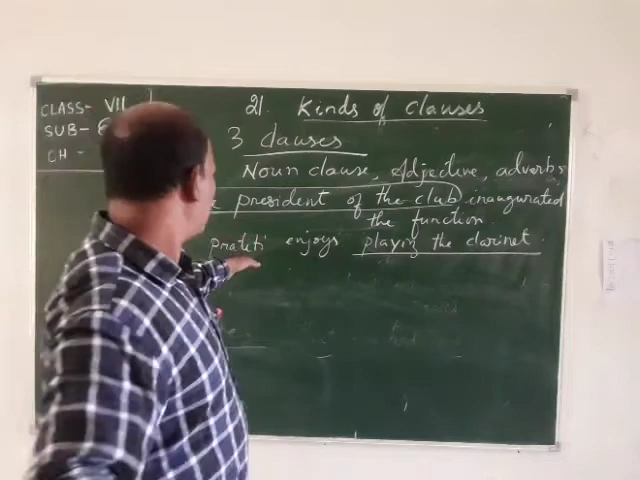 CLASS- VII
SUB- E
CH -
21. Kinds of Clauses
3 clauses
Noun clause, Adjective, adverbs
e president of the club inaugurated
the function
prateti enjoys playing the clarinet.